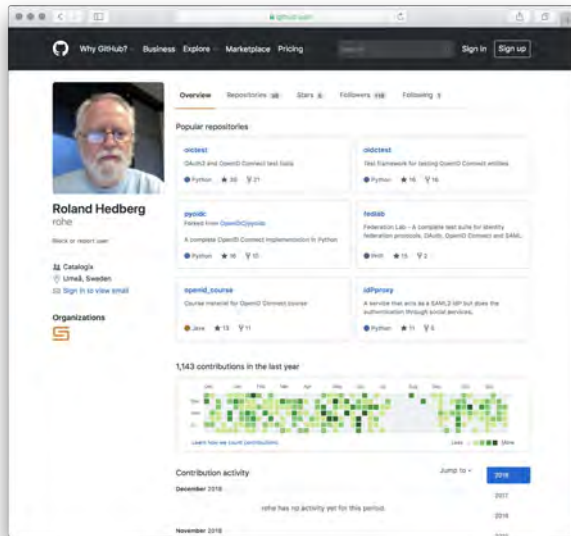 github.com
Why GitHub?
Business
Explore
Marketplace
Pricing
Search
Sign in
Sign up
Overview
Repositories
Stars
Followers
Following
Popular repositories
oictest
OAuth2 and OpenID Connect test tools
Python
oidctest
Test framework for testing OpenID Connect entities
Python
pyoidc
Forked from OpenIDC/pyoidc
A complete OpenID Connect implementation in Python
Python
fedlab
Federation Lab - A complete test suite for identity
federation protocols, OAuth, OpenID Connect and SAML.
PHP
openid_course
Course material for OpenID Connect course
Java
idPproxy
A service that acts as a SAML2 IdP but does the
authentication through social services,
Python
Roland Hedberg
rohe
Block or report user
Catalogix
Umeå, Sweden
Sign in to view email
Organizations
1,143 contributions in the last year
Learn how we count contributions.
Less
More
Contribution activity
Jump to
2018
2017
2016
December 2018
rohe has no activity yet for this period.
November 2018